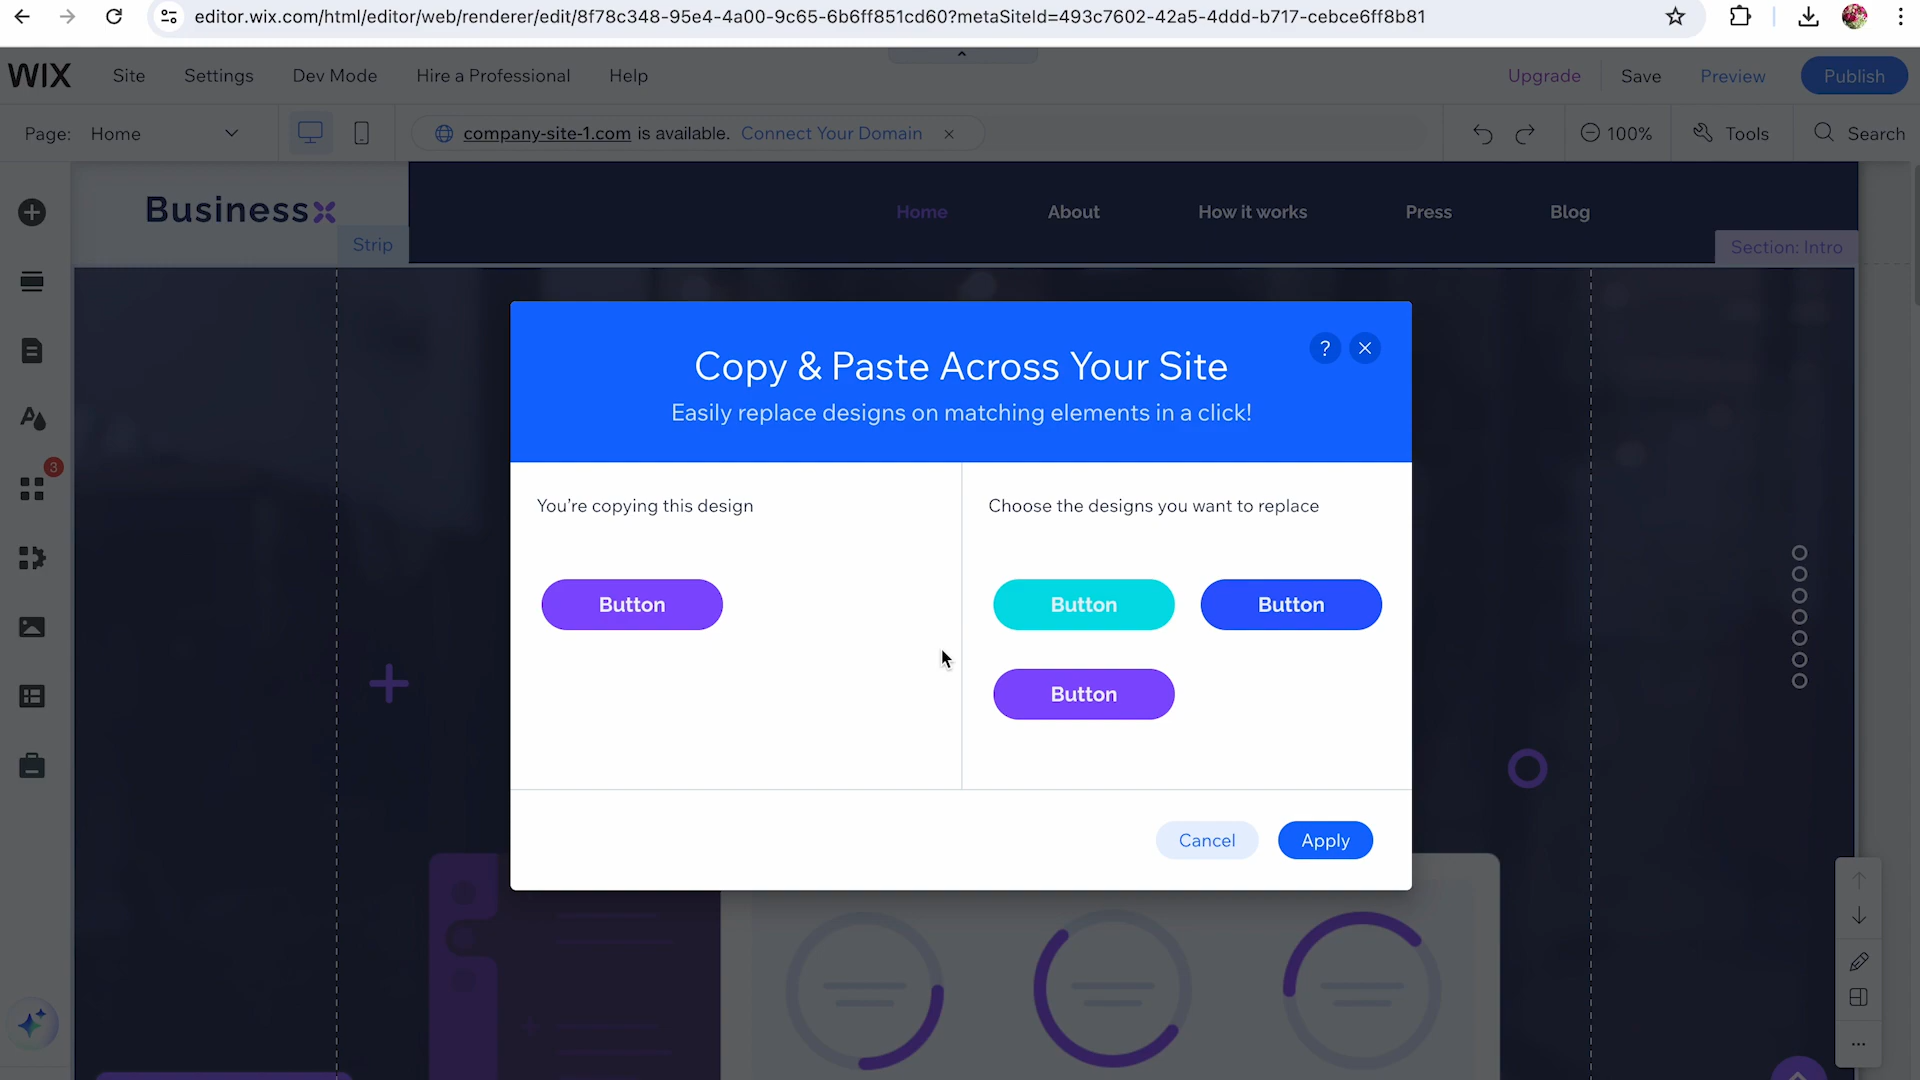 editor.wix.com/html/editor/web/renderer/edit/8f78c348-95e4-4a00-9c65-6b6ff851cd60?metaSiteId=493c7602-42a5-4ddd-b717-cebce6ff8b81
WIX Site Settings Dev Mode Hire a Professional Help Upgrade Save Preview Publish
Page: Home company-site-1.com is available. Connect Your Domain 100% Tools Search
Business
Home About How it works Press Blog
Strip
Section: Intro
Copy & Paste Across Your Site
?
Easily replace designs on matching elements in a click!
3
You're copying this design
Choose the designs you want to replace
Button
Button
Button
Button
Cancel
Apply